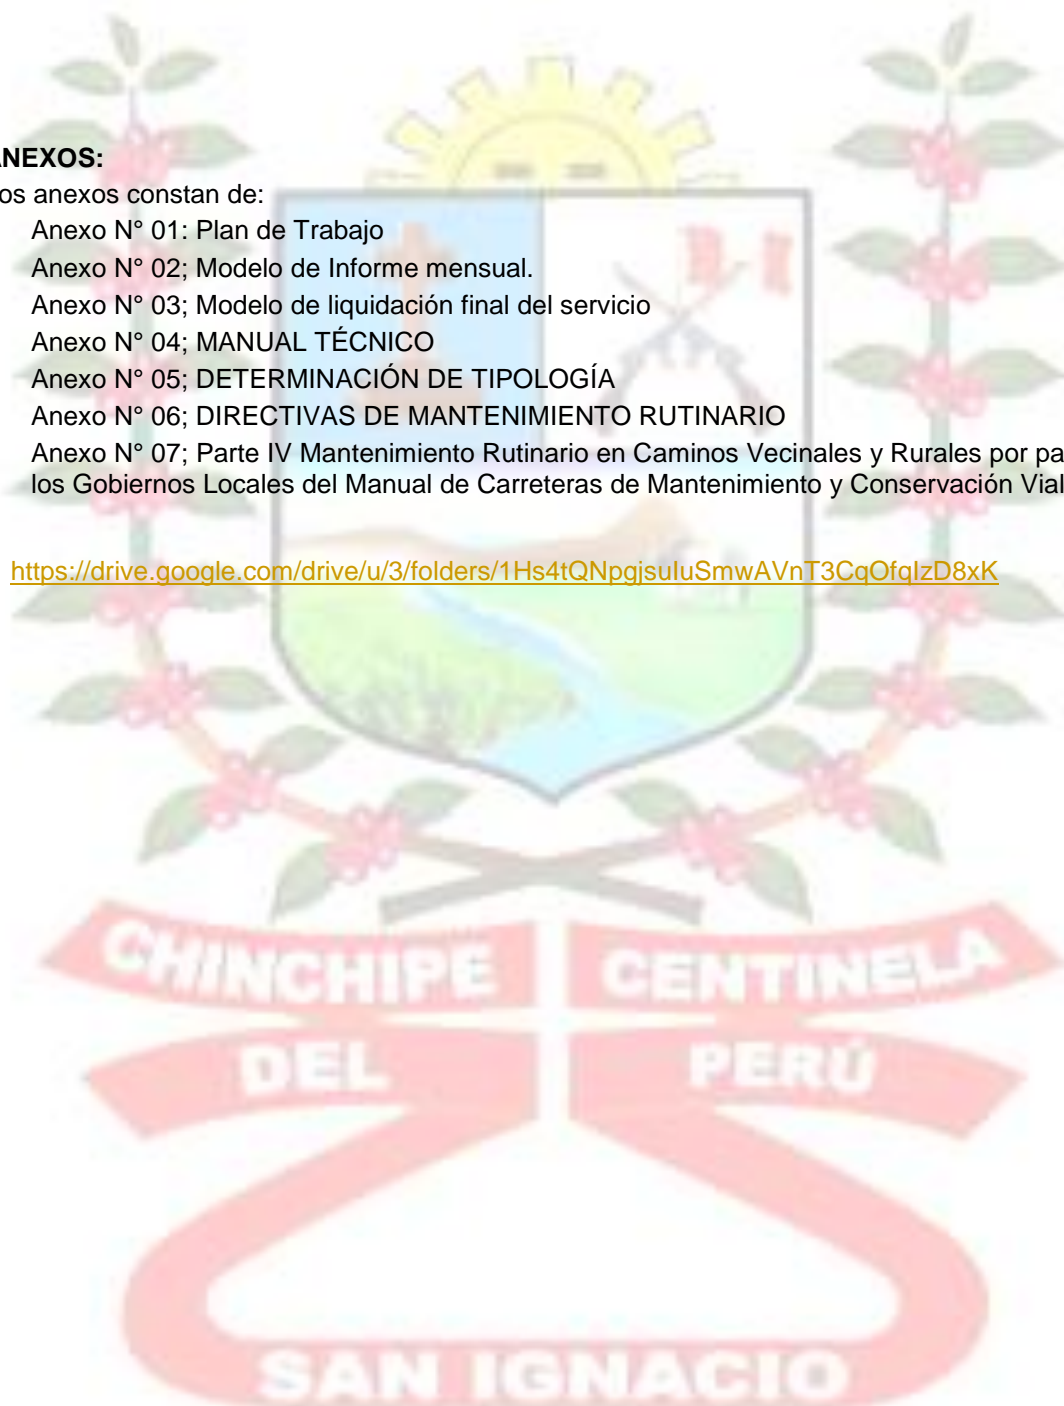 ANEXOS:
os anexos constan de:
Anexo N° 01: Plan de Trabajo
Anexo N° 02; Modelo de Informe mensual.
Anexo N° 03; Modelo de liquidación final del servicio
Anexo N° 04; MANUAL TÉCNICO
Anexo N° 05; DETERMINACIÓN DE TIPOLOGÍA
Anexo N° 06; DIRECTIVAS DE MANTENIMIENTO RUTINARIO
Anexo N° 07; Parte IV Mantenimiento Rutinario en Caminos Vecinales y Rurales por pa
los Gobiernos Locales del Manual de Carreteras de Mantenimiento y Conservación Vial
https://drive.google.com/drive/u/3/folders/1Hs4tQNpgjsuIuSmwAVnT3CqOfqIzD8xK
CHINCHIPE CENTINELA
DEL PERÚ
SAN IGNACIO